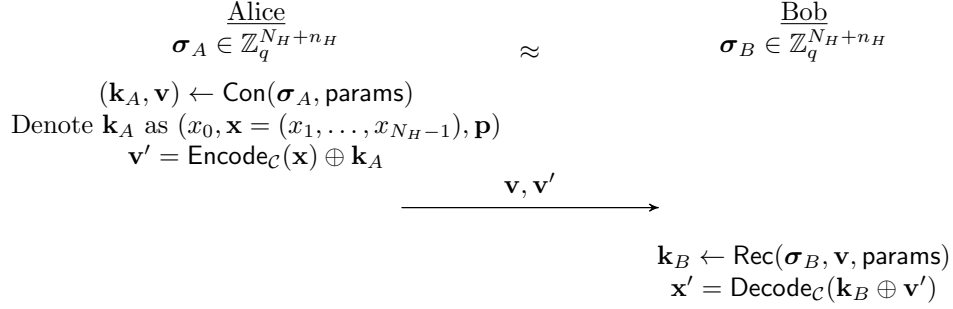 Alice
Bob
𝝈_A ∈ ℤ_q^{N_H+n_H} ≈ 𝝈_B ∈ ℤ_q^{N_H+n_H}
(𝐤_A, 𝐯) ← Con(𝝈_A, params)
Denote 𝐤_A as (x_0, 𝐱 = (x_1, …, x_{N_H−1}), 𝐩)
𝐯′ = Encode_𝒞(𝐱) ⊕ 𝐤_A
𝐯, 𝐯′
𝐤_B ← Rec(𝝈_B, 𝐯, params)
𝐱′ = Decode_𝒞(𝐤_B ⊕ 𝐯′)